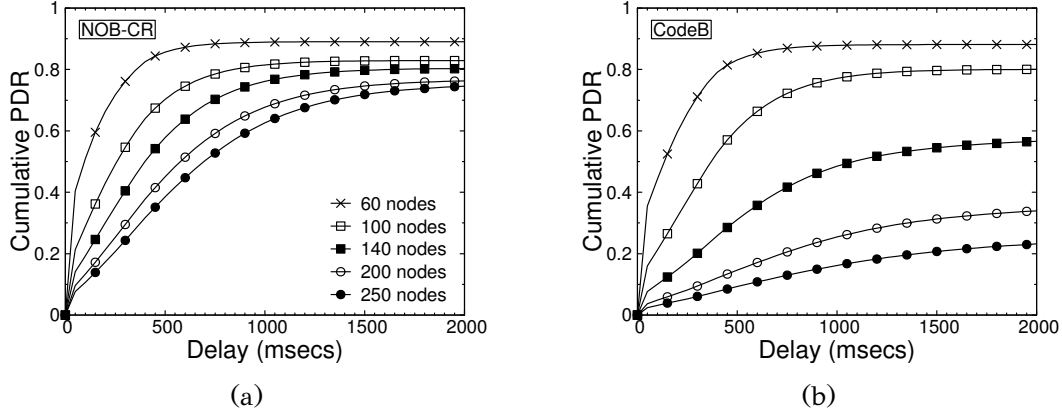 NOB-CR
Cumulative PDR
1
0.8
0.6
0.4
0.2
0
0
500
1000
1500
2000
Delay (msecs)
60 nodes
100 nodes
140 nodes
200 nodes
250 nodes
(a)
CodeB
Cumulative PDR
1
0.8
0.6
0.4
0.2
0
0
500
1000
1500
2000
Delay (msecs)
(b)